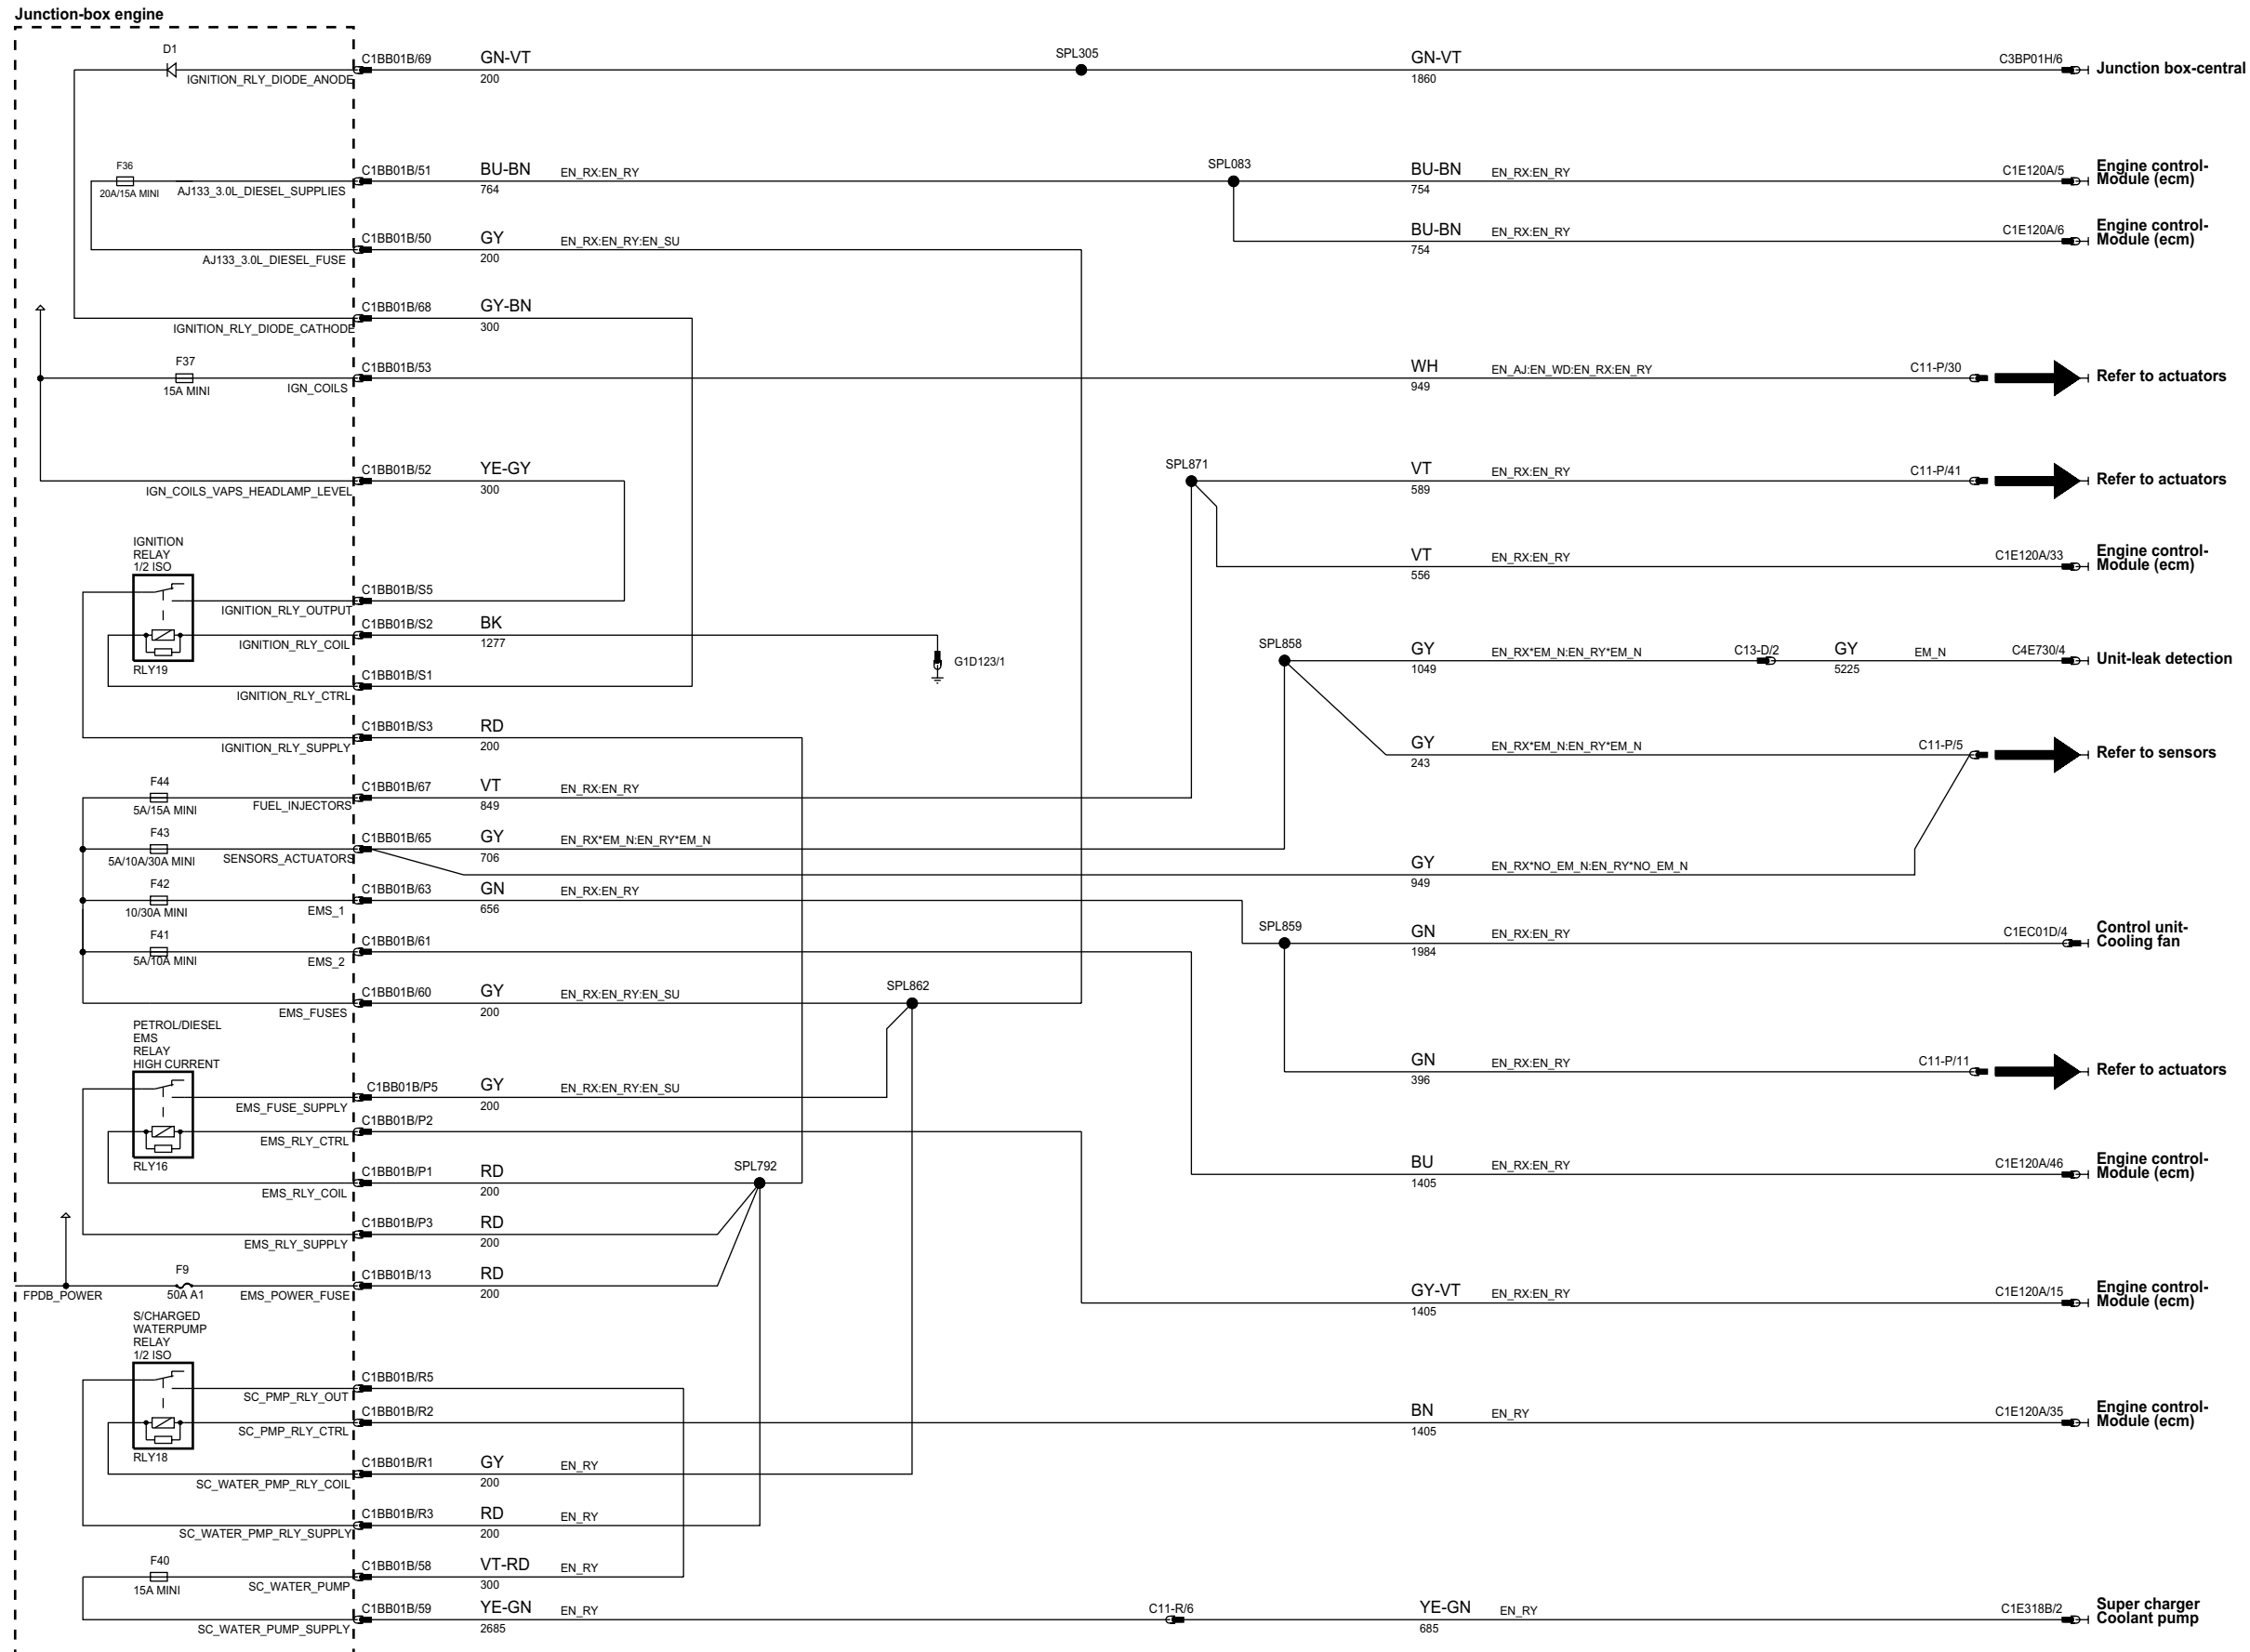 Junction-box engine
D1
IGNITION_RLY_DIODE_ANODE
C1BB01B/69
GN-VT
200
SPL305
GN-VT
1860
C3BP01H/6
Junction box-central
F36
20A/15A MINI
AJ133_3.0L_DIESEL_SUPPLIES
C1BB01B/51
BU-BN
764
EN_RX:EN_RY
SPL083
BU-BN
754
EN_RX:EN_RY
C1E120A/5
Engine control-
Module (ecm)
BU-BN
754
EN_RX:EN_RY
C1E120A/6
Engine control-
Module (ecm)
AJ133_3.0L_DIESEL_FUSE
C1BB01B/50
GY
200
EN_RX:EN_RY:EN_SU
IGNITION_RLY_DIODE_CATHODE
C1BB01B/68
GY-BN
300
F37
15A MINI
IGN_COILS
C1BB01B/53
WH
949
EN_AJ:EN_WD:EN_RX:EN_RY
C11-P/30
Refer to actuators
IGN_COILS_VAPS_HEADLAMP_LEVEL
C1BB01B/52
YE-GY
300
SPL871
VT
589
EN_RX:EN_RY
C11-P/41
Refer to actuators
VT
556
EN_RX:EN_RY
C1E120A/33
Engine control-
Module (ecm)
IGNITION
RELAY
1/2 ISO
RLY19
IGNITION_RLY_OUTPUT
C1BB01B/S5
IGNITION_RLY_COIL
C1BB01B/S2
BK
1277
G1D123/1
IGNITION_RLY_CTRL
C1BB01B/S1
IGNITION_RLY_SUPPLY
C1BB01B/S3
RD
200
SPL858
GY
1049
EN_RX*EM_N:EN_RY*EM_N
C13-D/2
GY
5225
EM_N
C4E730/4
Unit-leak detection
GY
243
EN_RX*EM_N:EN_RY*EM_N
C11-P/5
Refer to sensors
F44
5A/15A MINI
FUEL_INJECTORS
C1BB01B/67
VT
849
EN_RX:EN_RY
F43
5A/10A/30A MINI
SENSORS_ACTUATORS
C1BB01B/65
GY
706
EN_RX*EM_N:EN_RY*EM_N
GY
949
EN_RX*NO_EM_N:EN_RY*NO_EM_N
F42
10/30A MINI
EMS_1
C1BB01B/63
GN
656
EN_RX:EN_RY
SPL859
GN
1984
EN_RX:EN_RY
C1EC01D/4
Control unit-
Cooling fan
F41
5A/10A MINI
EMS_2
C1BB01B/61
EMS_FUSES
C1BB01B/60
GY
200
EN_RX:EN_RY:EN_SU
SPL862
GN
396
EN_RX:EN_RY
C11-P/11
Refer to actuators
PETROL/DIESEL
EMS
RELAY
HIGH CURRENT
RLY16
EMS_FUSE_SUPPLY
C1BB01B/P5
GY
200
EN_RX:EN_RY:EN_SU
EMS_RLY_CTRL
C1BB01B/P2
EMS_RLY_COIL
C1BB01B/P1
RD
200
SPL792
BU
1405
EN_RX:EN_RY
C1E120A/46
Engine control-
Module (ecm)
EMS_RLY_SUPPLY
C1BB01B/P3
RD
200
FPDB_POWER
F9
50A A1
EMS_POWER_FUSE
C1BB01B/13
RD
200
GY-VT
1405
EN_RX:EN_RY
C1E120A/15
Engine control-
Module (ecm)
S/CHARGED
WATERPUMP
RELAY
1/2 ISO
RLY18
SC_PMP_RLY_OUT
C1BB01B/R5
SC_PMP_RLY_CTRL
C1BB01B/R2
BN
1405
EN_RY
C1E120A/35
Engine control-
Module (ecm)
SC_WATER_PMP_RLY_COIL
C1BB01B/R1
GY
200
EN_RY
SC_WATER_PMP_RLY_SUPPLY
C1BB01B/R3
RD
200
EN_RY
F40
15A MINI
SC_WATER_PUMP
C1BB01B/58
VT-RD
300
EN_RY
SC_WATER_PUMP_SUPPLY
C1BB01B/59
YE-GN
2685
EN_RY
C11-R/6
YE-GN
685
EN_RY
C1E318B/2
Super charger
Coolant pump